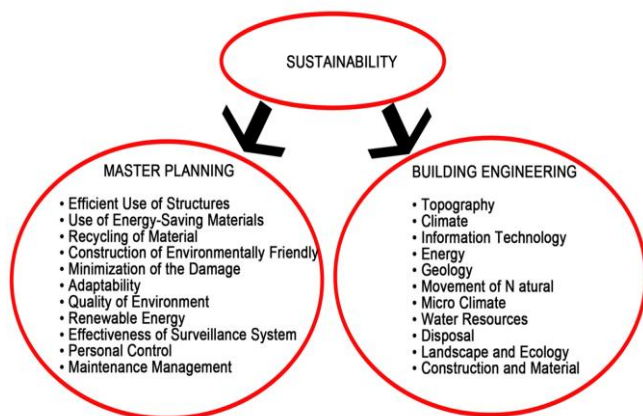 SUSTAINABILITY
MASTER PLANNING
• Efficient Use of Structures
• Use of Energy-Saving Materials
• Recycling of Material
• Construction of Environmentally Friendly
• Minimization of the Damage
• Adaptability
• Quality of Environment
• Renewable Energy
• Effectiveness of Surveillance System
• Personal Control
• Maintenance Management
BUILDING ENGINEERING
• Topography
• Climate
• Information Technology
• Energy
• Geology
• Movement of N atural
• Micro Climate
• Water Resources
• Disposal
• Landscape and Ecology
• Construction and Material